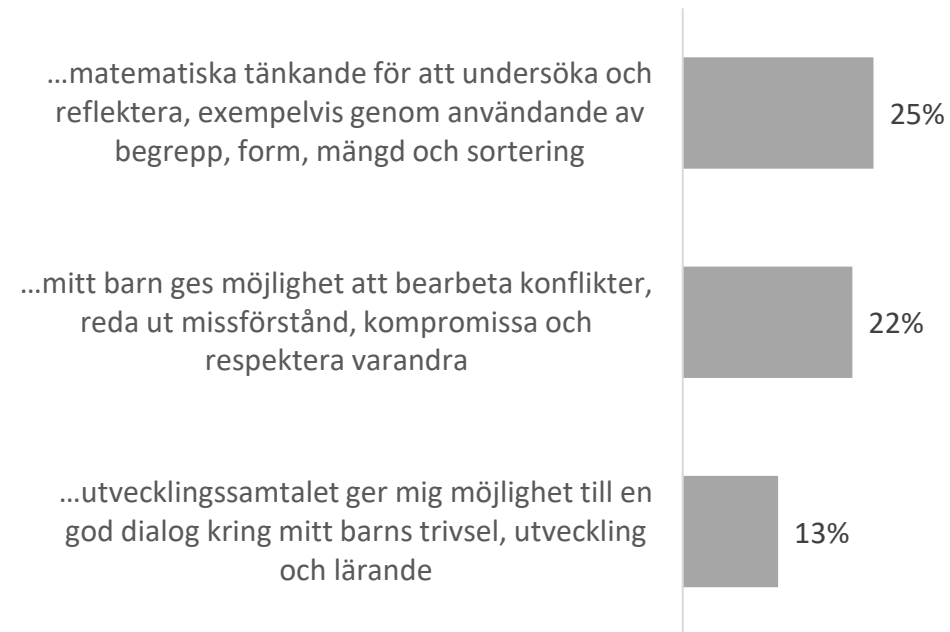 …matematiska tänkande för att undersöka och
reflektera, exempelvis genom användande av
begrepp, form, mängd och sortering
25%
…mitt barn ges möjlighet att bearbeta konflikter,
reda ut missförstånd, kompromissa och
respektera varandra
22%
…utvecklingssamtalet ger mig möjlighet till en
god dialog kring mitt barns trivsel, utveckling
och lärande
13%